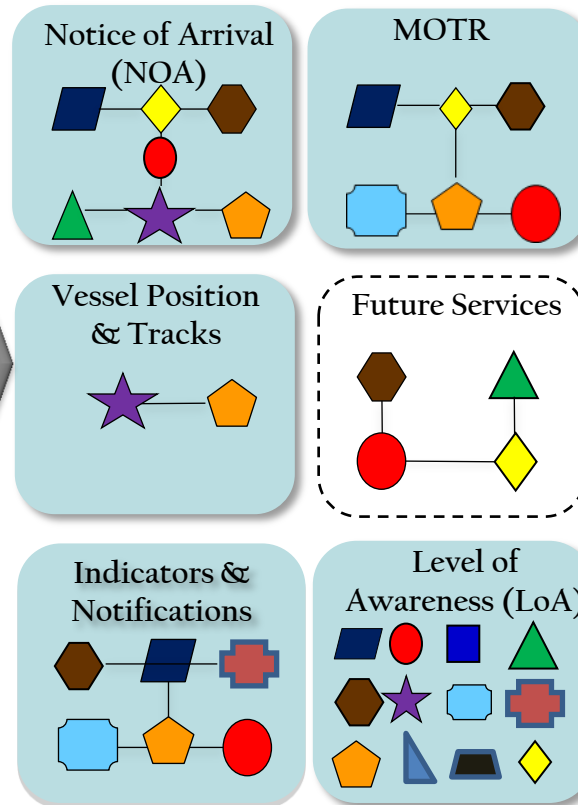 Notice of Arrival
(NOA)
MOTR
Vessel Position
& Tracks
Future Services
Indicators &
Notifications
Level of
Awareness (LoA)